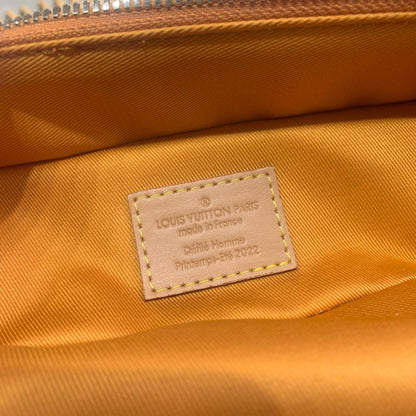 ®
LOUIS VUITTON PARIS
made in France
Défilé Homme
Printemps-Été 2022